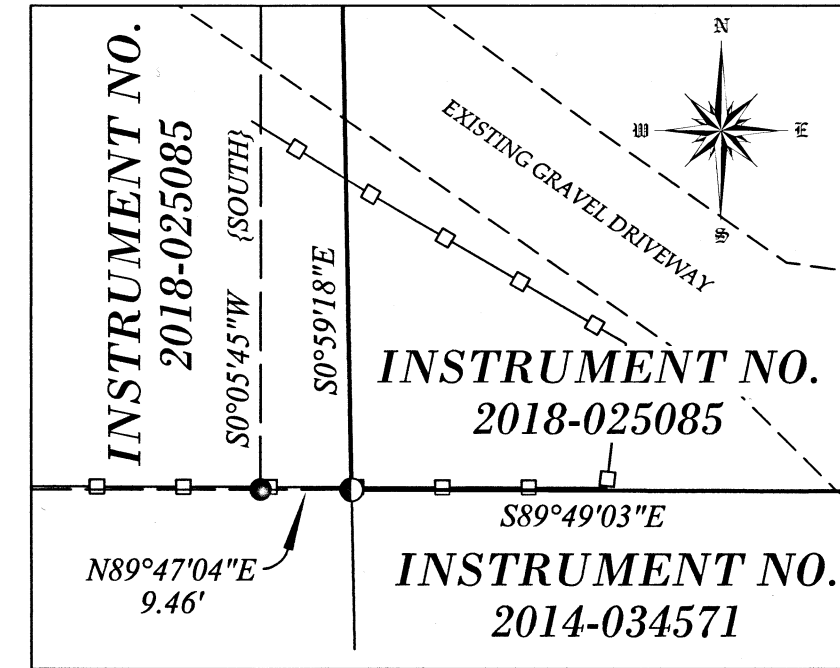 INSTRUMENT NO.
2018-025085
{SOUTH}
S0°05'45"W
S0°59'18"E
EXISTING GRAVEL DRIVEWAY
N
W
E
S
INSTRUMENT NO.
2018-025085
S89°49'03"E
N89°47'04"E
9.46'
INSTRUMENT NO.
2014-034571